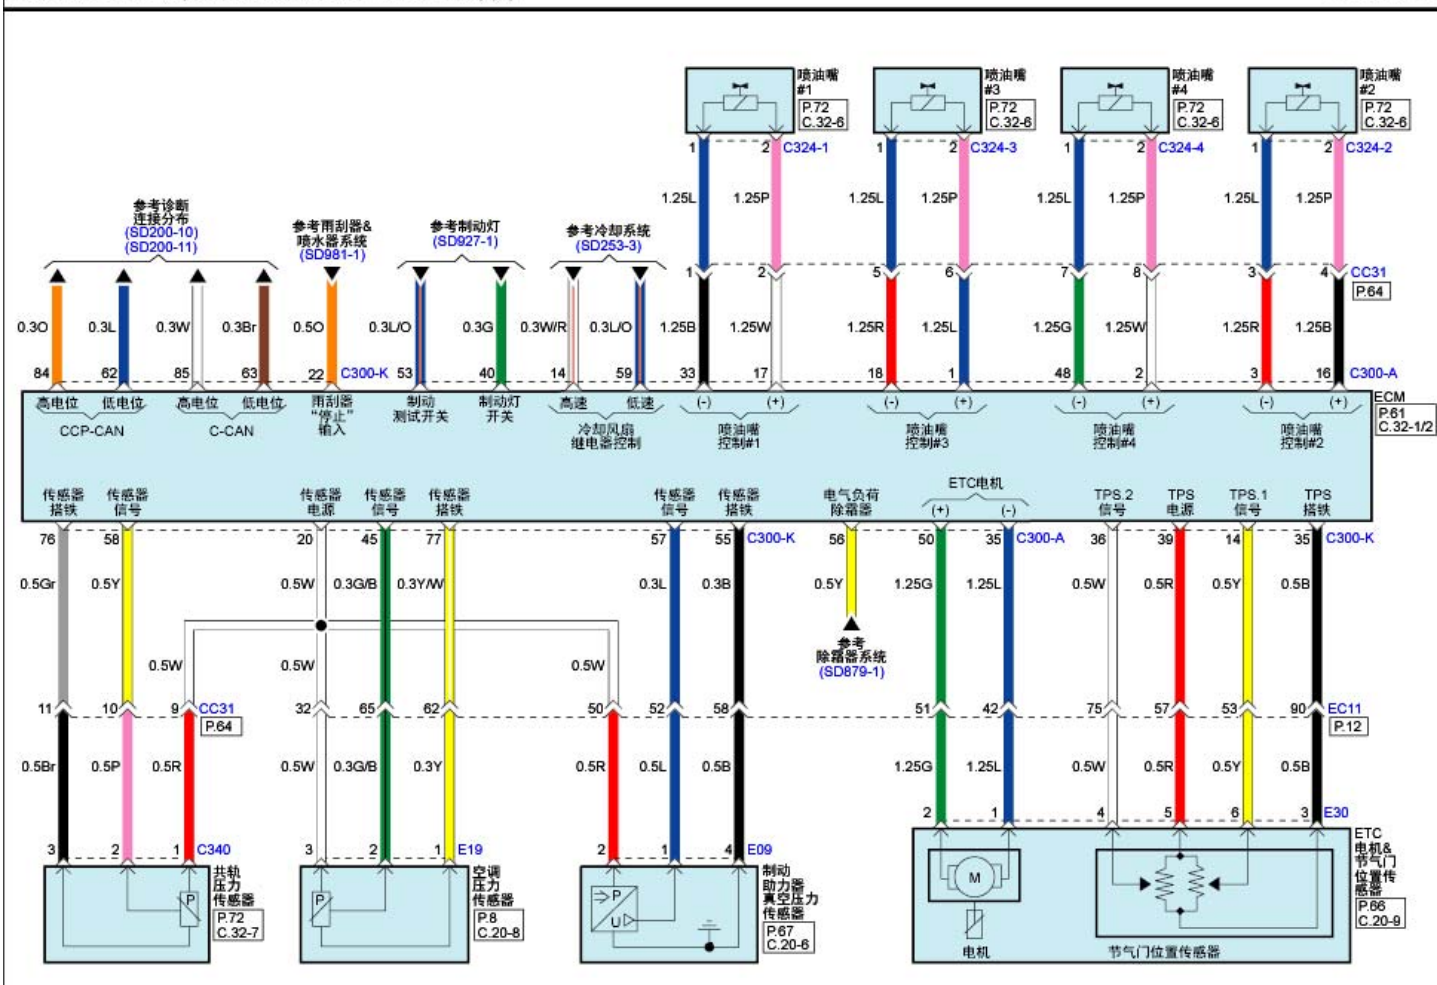 喷油嘴
#1
P.72
C.32-6
喷油嘴
#3
P.72
C.32-6
喷油嘴
#4
P.72
C.32-6
喷油嘴
#2
P.72
C.32-6
1 2 C324-1 1 2 C324-3 1 2 C324-4 1 2 C324-2
1.25L 1.25P 1.25L 1.25P 1.25L 1.25P 1.25L 1.25P
参考诊断
连接分布
(SD200-10)
(SD200-11)
参考雨刮器&
喷水器系统
(SD981-1)
参考制动灯
(SD927-1)
参考冷却系统
(SD253-3)
1 2 5 6 7 8 3 4 CC31
P.64
0.3O 0.3L 0.3W 0.3Br 0.5O 0.3L/O 0.3G 0.3W/R 0.3L/O 1.25B 1.25W 1.25R 1.25L 1.25G 1.25W 1.25R 1.25B
84 62 85 63 22 C300-K 53 40 14 59 33 17 18 1 48 2 3 16 C300-A
ECM
P.61
C.32-1/2
高电位 低电位 高电位 低电位
CCP-CAN C-CAN
雨刮器
“停止”
输入
制动
测试开关
制动灯
开关
高速 低速
冷却风扇
继电器控制
(-) (+)
喷油嘴
控制#1
(-) (+)
喷油嘴
控制#3
(-) (+)
喷油嘴
控制#4
(-) (+)
喷油嘴
控制#2
传感器
搭铁
传感器
信号
传感器
电源
传感器
信号
传感器
搭铁
传感器
信号
传感器
搭铁
电气负荷
除霜器
ETC电机
(+) (-)
TPS.2
信号
TPS
电源
TPS.1
信号
TPS
搭铁
76 58 20 45 77 57 55 C300-K 56 50 35 C300-A 36 39 14 35 C300-K
0.5Gr 0.5Y 0.5W 0.3G/B 0.3Y/W 0.3L 0.3B 0.5Y 1.25G 1.25L 0.5W 0.5R 0.5Y 0.5B
参考
除霜器系统
(SD879-1)
0.5W 0.5W 0.5W
11 10 9 CC31 32 65 62 50 52 58 51 42 75 57 53 90 EC11
P.64
P.12
0.5Br 0.5P 0.5R 0.5W 0.3G/B 0.3Y 0.5R 0.5L 0.5B 1.25G 1.25L 0.5W 0.5R 0.5Y 0.5B
2 1 4 5 6 3 E30
3 2 1 C340 3 2 1 E19 2 1 4 E09
共轨
压力
传感器
P.72
C.32-7
P
空调
压力
传感器
P.8
C.20-8
P
制动
助力器
真空压力
传感器
P.67
C.20-6
P
U
ETC
电机&
节气门
位置传
感器
P.66
C.20-9
M
电机
节气门位置传感器